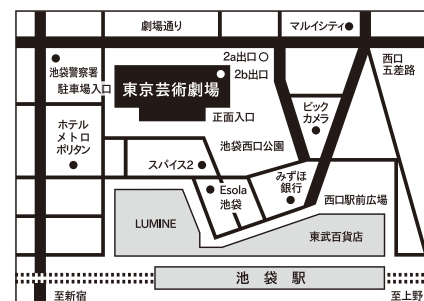 劇場通り
マルイシティ
2a出口
2b出口
西口
五差路
池袋警察署
駐車場入口
東京芸術劇場
正面入口
ビック
カメラ
ホテル
メトロ
ポリタン
池袋西口公園
スパイス2
Esola
池袋
みずほ
銀行
西口駅前広場
LUMINE
東武百貨店
池袋駅
至新宿
至上野